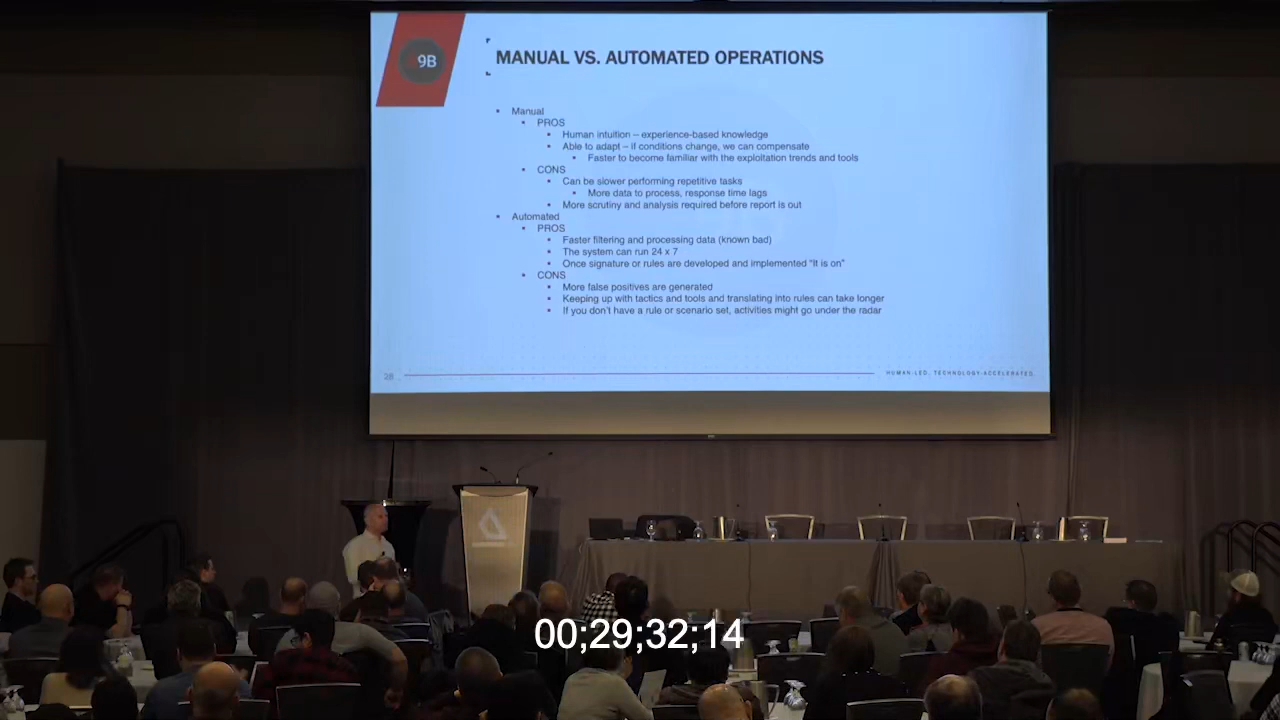 9B
MANUAL VS. AUTOMATED OPERATIONS
Manual
PROS
Human intuition – experience-based knowledge
Able to adapt – if conditions change, we can compensate
Faster to become familiar with the exploitation trends and tools
CONS
Can be slower performing repetitive tasks
More data to process, response time lags
More scrutiny and analysis required before report is out
Automated
PROS
Faster filtering and processing data (known bad)
The system can run 24 x 7
Once signature or rules are developed and implemented “It is on”
CONS
More false positives are generated
Keeping up with tactics and tools and translating into rules can take longer
If you don't have a rule or scenario set, activities might go under the radar
28
HUMAN-LED. TECHNOLOGY-ACCELERATED.
00;29;32;14